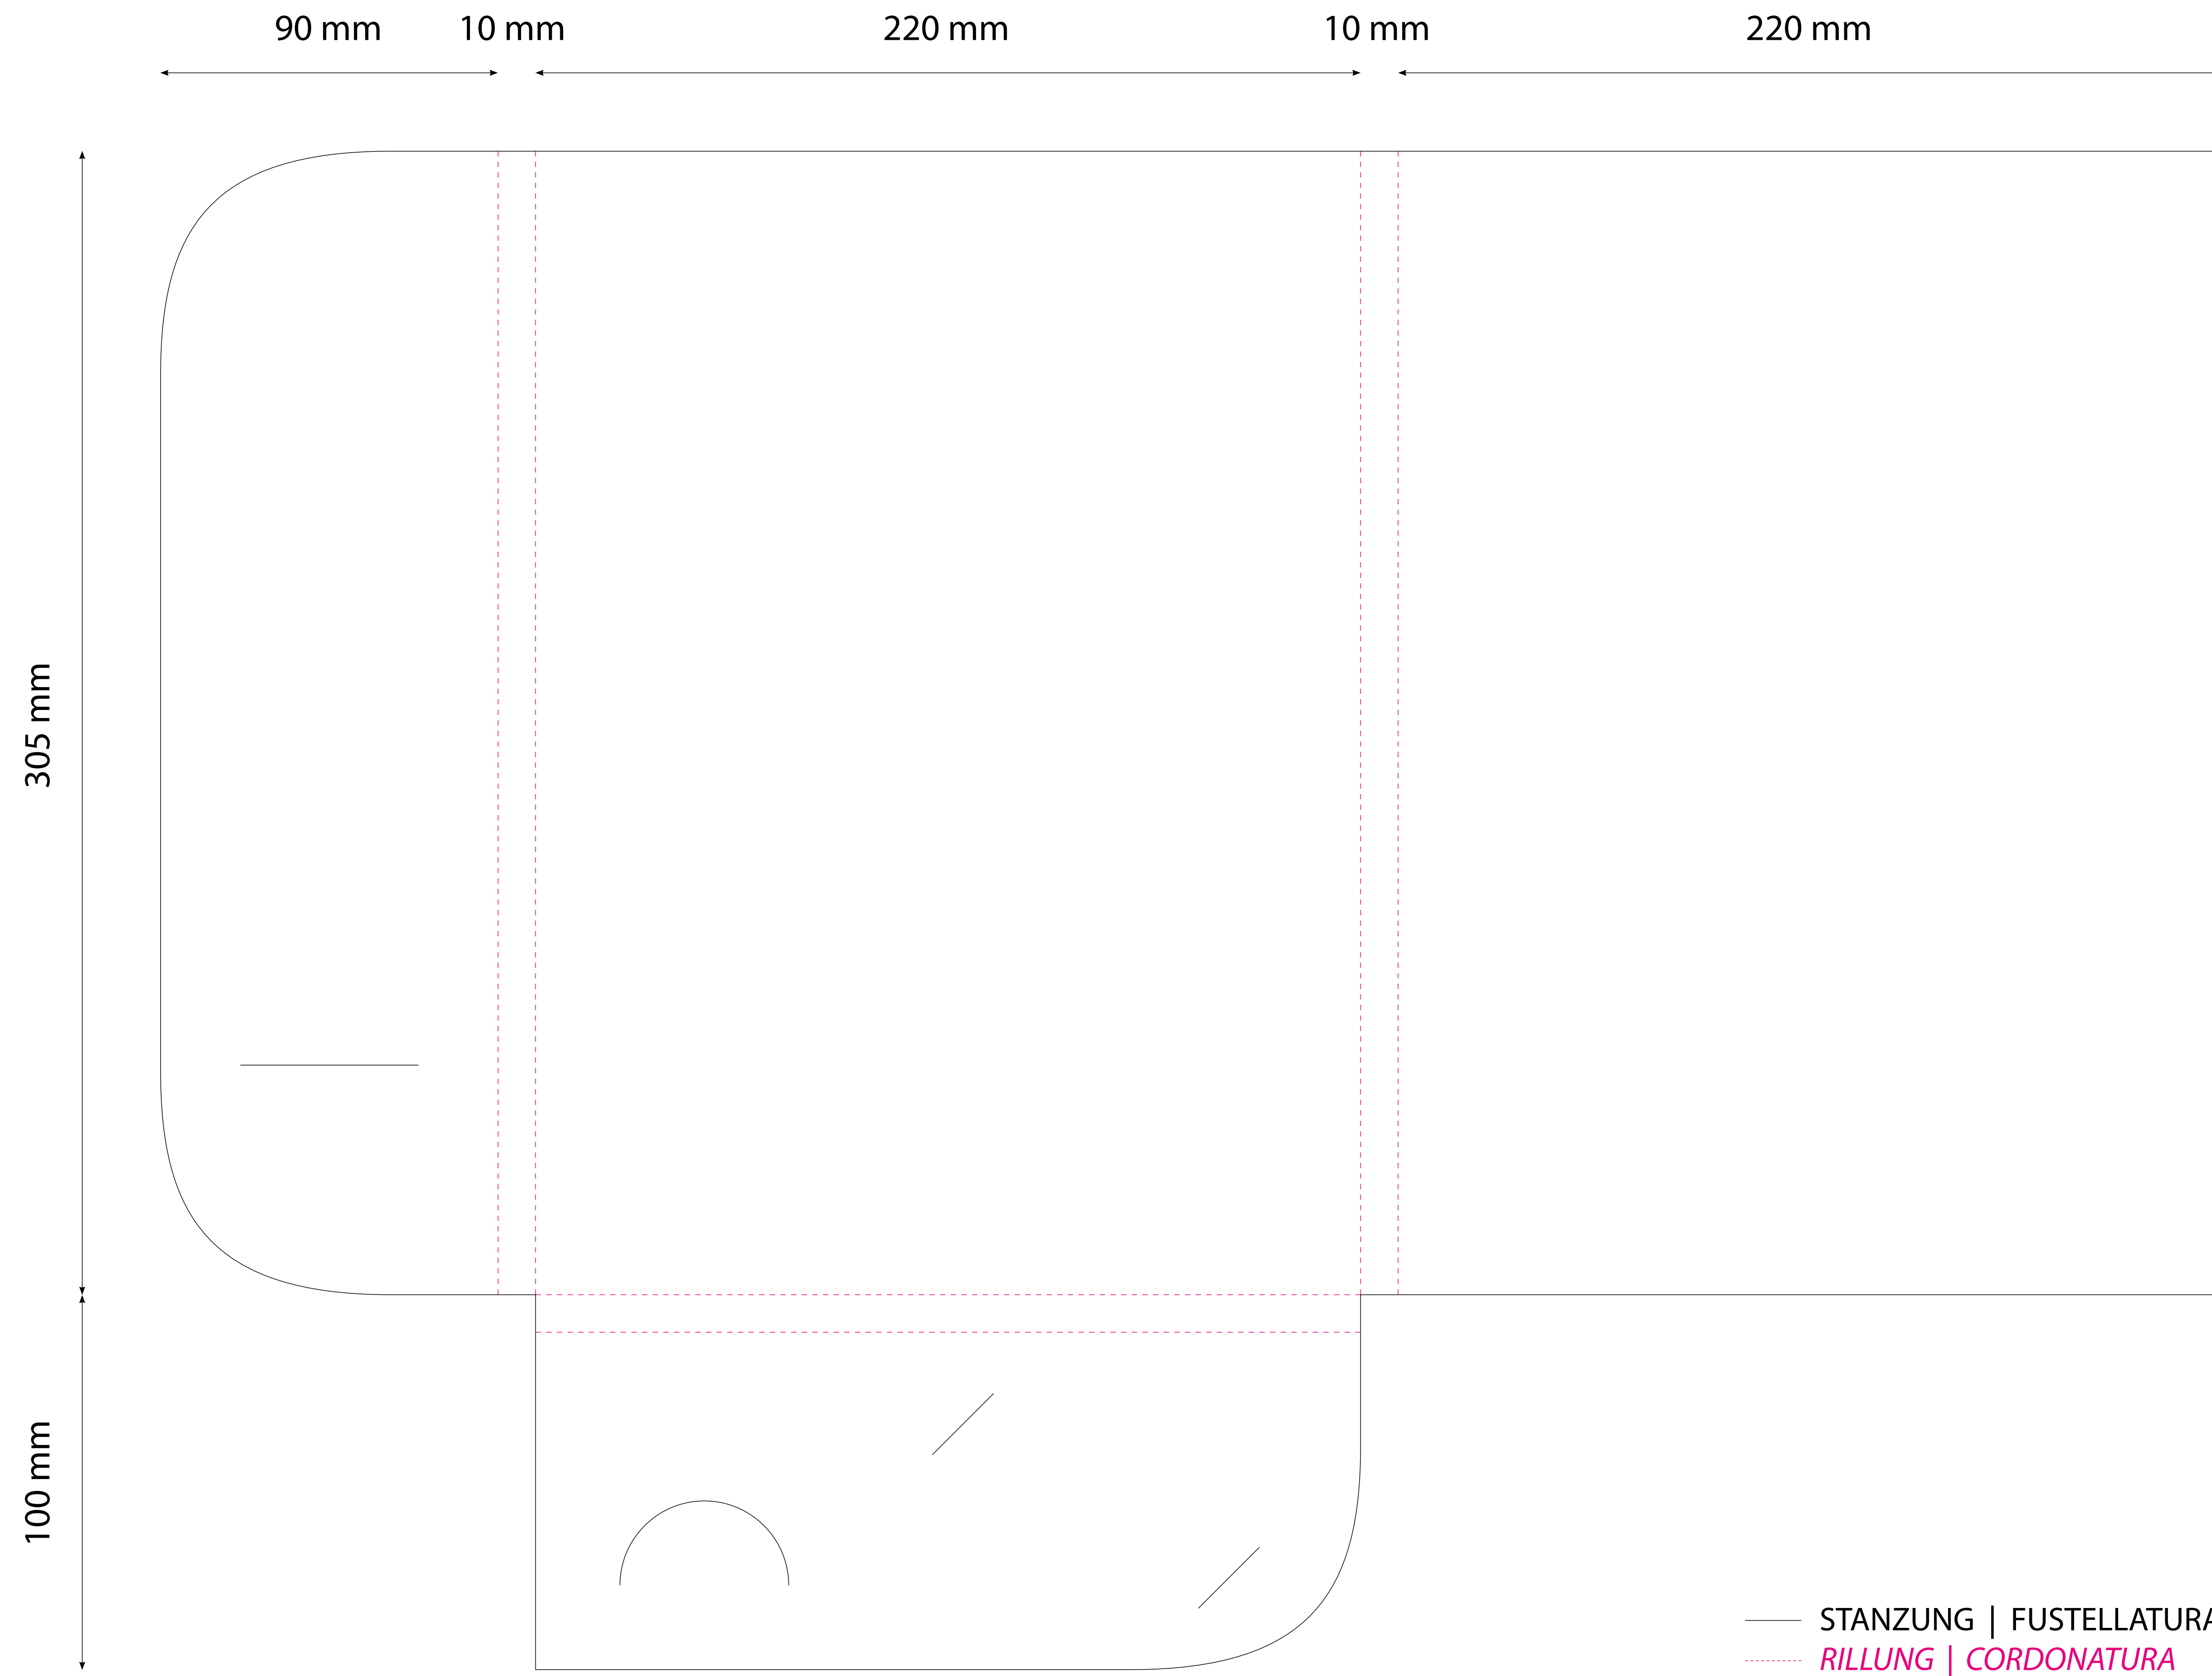 90 mm 10 mm 220 mm 10 mm 220 mm
305 mm
100 mm
STANZUNG | FUSTELLATURA
RILLUNG | CORDONATURA